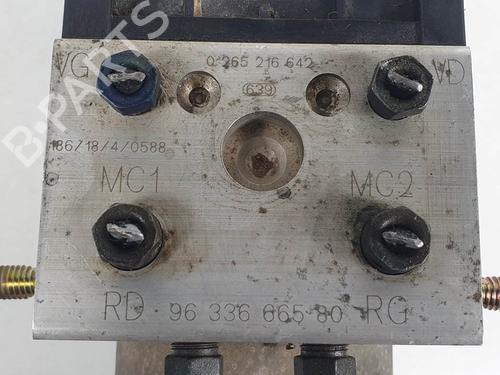 0 265 216 642
VG
VD
639
186/18/4/0588
MC1
MC2
RD 96 336 665 80 RG
B-PARTS